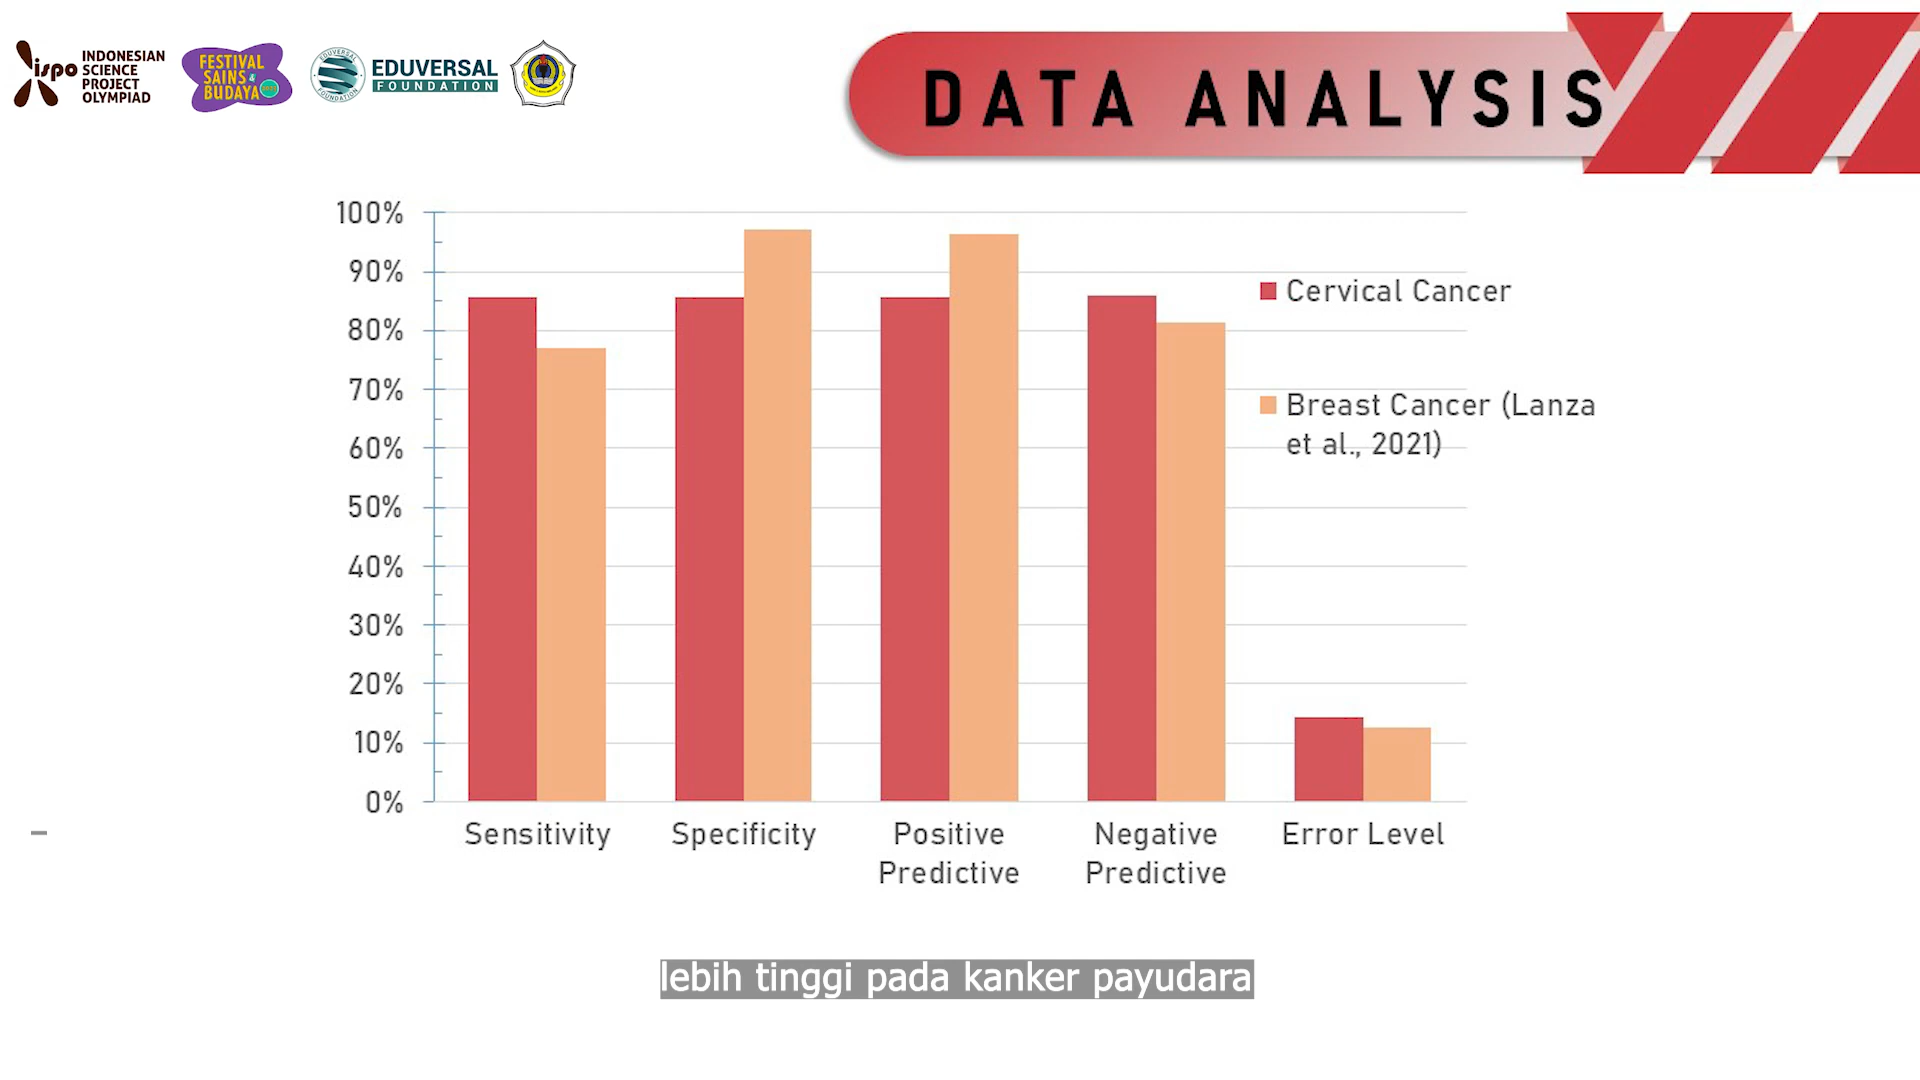 ispo
INDONESIAN
SCIENCE
PROJECT
OLYMPIAD
FESTIVAL
SAINS &
BUDAYA
EDUVERSAL
FOUNDATION
DATA ANALYSIS
100%
90%
80%
70%
60%
50%
40%
30%
20%
10%
0%
Cervical Cancer
Breast Cancer (Lanza
et al., 2021)
Sensitivity
Specificity
Positive
Predictive
Negative
Predictive
Error Level
lebih tinggi pada kanker payudara